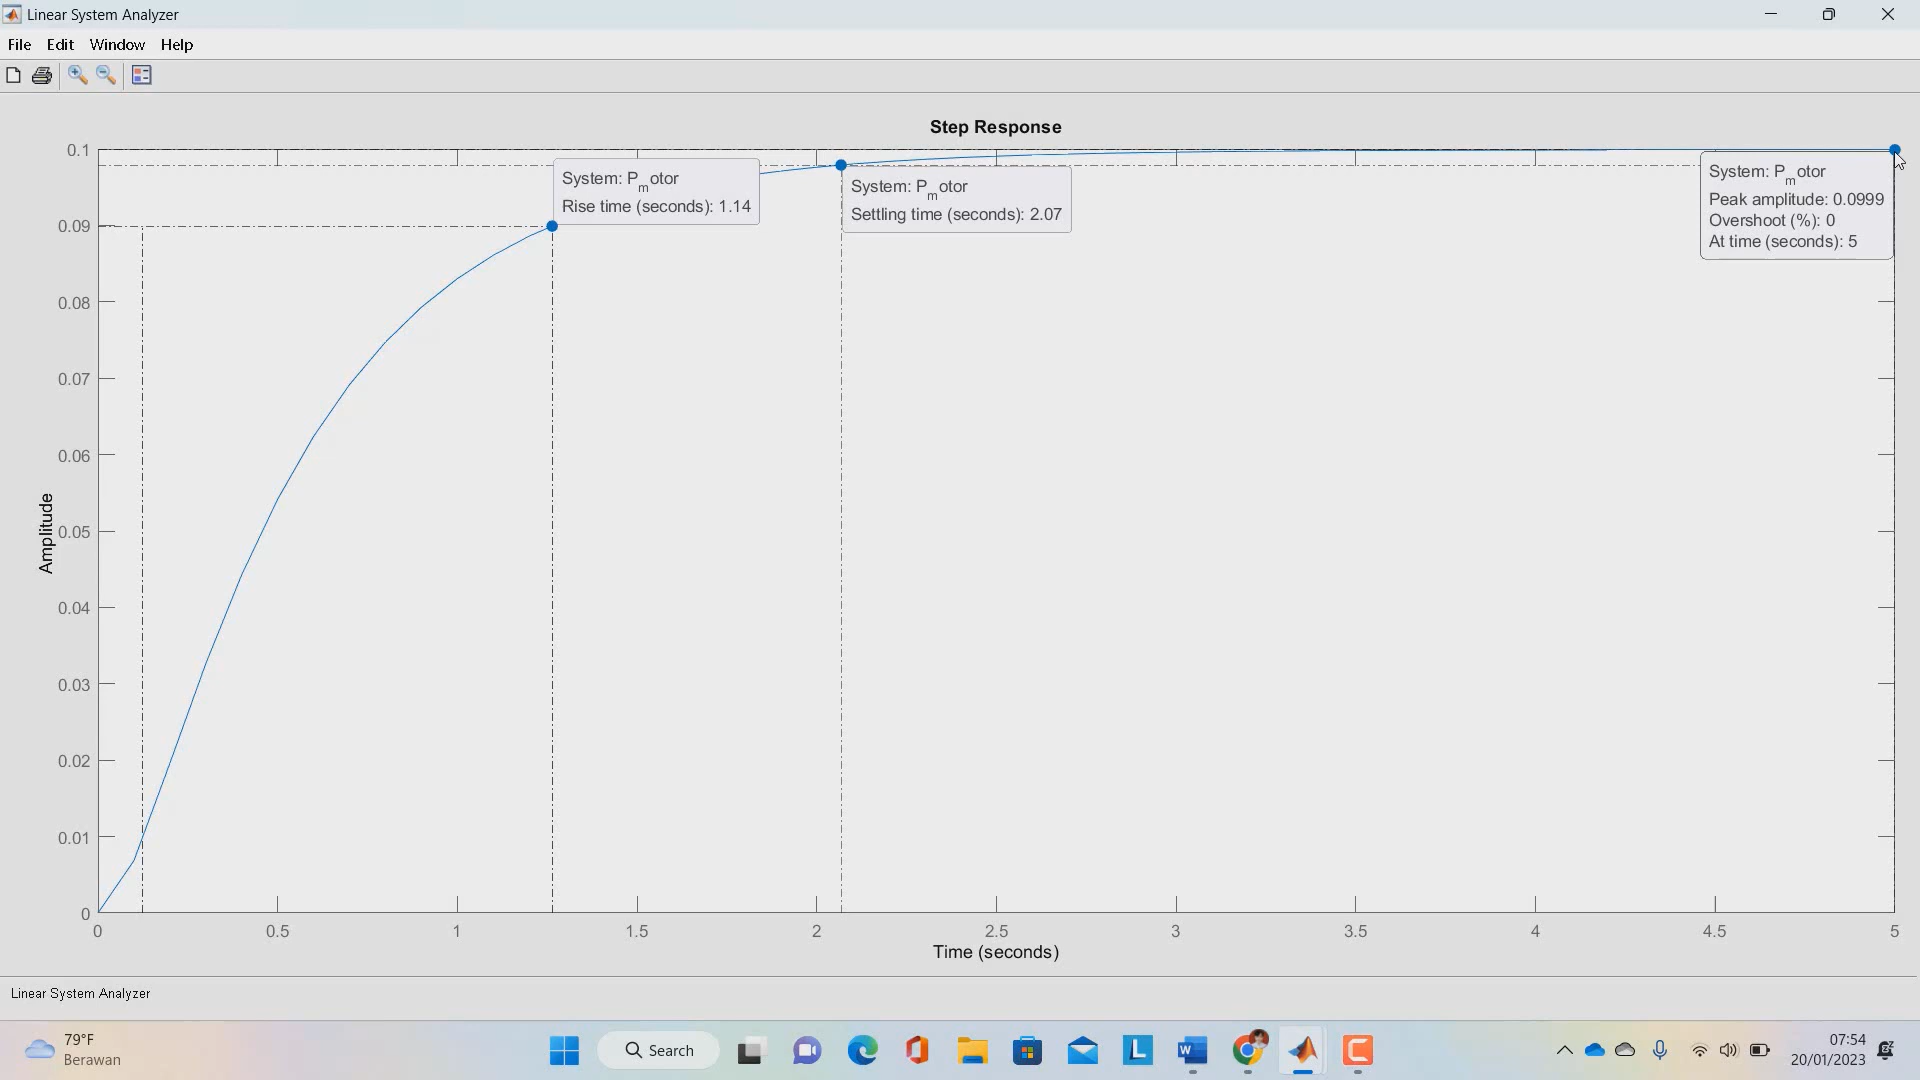 Linear System Analyzer
File Edit Window Help
Step Response
System: Pmotor
Rise time (seconds): 1.14
System: Pmotor
Settling time (seconds): 2.07
System: Pmotor
Peak amplitude: 0.0999
Overshoot (%): 0
At time (seconds): 5
0.1
0.09
0.08
0.07
0.06
0.05
0.04
0.03
0.02
0.01
0
Amplitude
0 0.5 1 1.5 2 2.5 3 3.5 4 4.5 5
Time (seconds)
Linear System Analyzer
79°F
Berawan
Search
L
W
C
07:54
20/01/2023